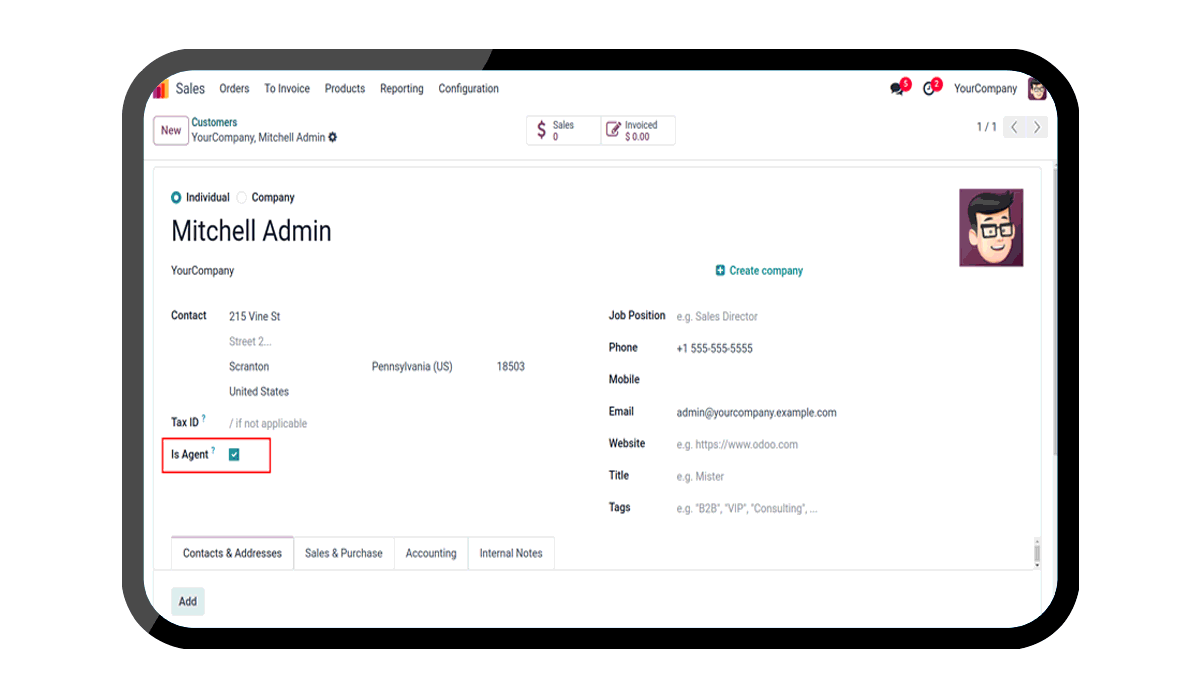 Sales Orders To Invoice Products Reporting Configuration 5 2 YourCompany
New Customers
YourCompany, Mitchell Admin
Sales 0
Invoiced $ 0.00
1 / 1
Individual Company
Mitchell Admin
YourCompany
Create company
Contact 215 Vine St
Street 2...
Scranton Pennsylvania (US) 18503
United States
Tax ID ? / if not applicable
Is Agent ?
Job Position e.g. Sales Director
Phone +1 555-555-5555
Mobile
Email admin@yourcompany.example.com
Website e.g. https://www.odoo.com
Title e.g. Mister
Tags e.g. "B2B", "VIP", "Consulting", ...
Contacts & Addresses Sales & Purchase Accounting Internal Notes
Add